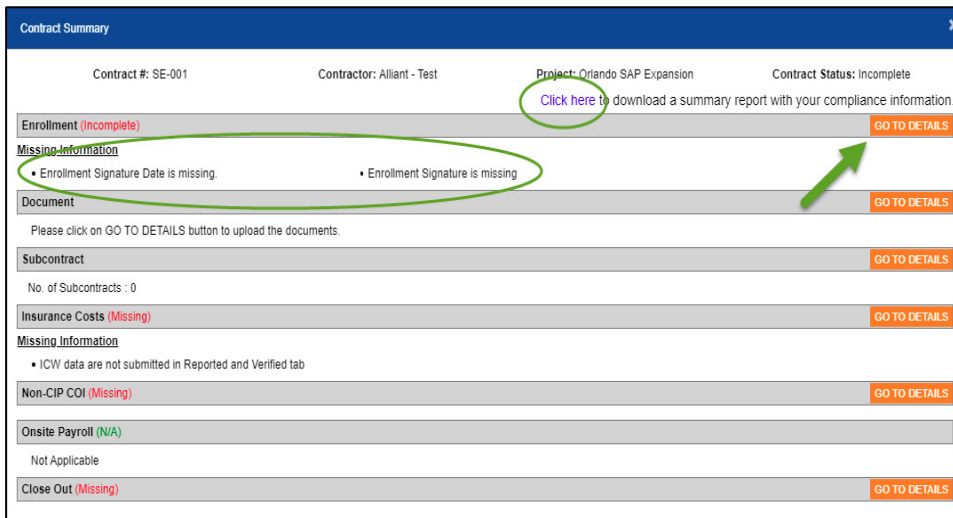 Contract Summary
Contract #: SE-001 Contractor: Alliant - Test Project: Orlando SAP Expansion Contract Status: Incomplete
Click here to download a summary report with your compliance information.
Enrollment (Incomplete) GO TO DETAILS
Missing Information
• Enrollment Signature Date is missing. • Enrollment Signature is missing
Document GO TO DETAILS
Please click on GO TO DETAILS button to upload the documents.
Subcontract GO TO DETAILS
No. of Subcontracts : 0
Insurance Costs (Missing) GO TO DETAILS
Missing Information
• ICW data are not submitted in Reported and Verified tab
Non-CIP COI (Missing) GO TO DETAILS
Onsite Payroll (N/A)
Not Applicable
Close Out (Missing) GO TO DETAILS